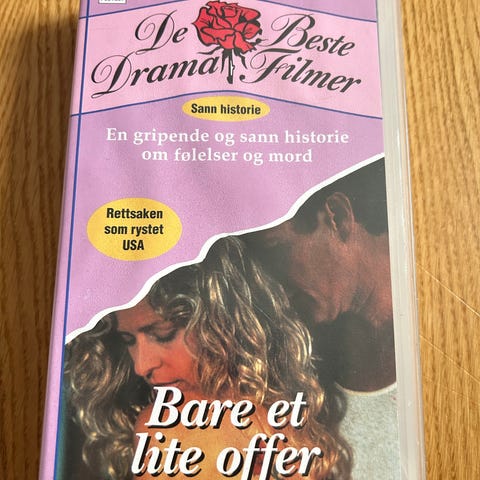 De Beste
Drama Filmer
Sann historie
En gripende og sann historie
om følelser og mord
Rettsaken
som rystet
USA
Bare et
lite offer